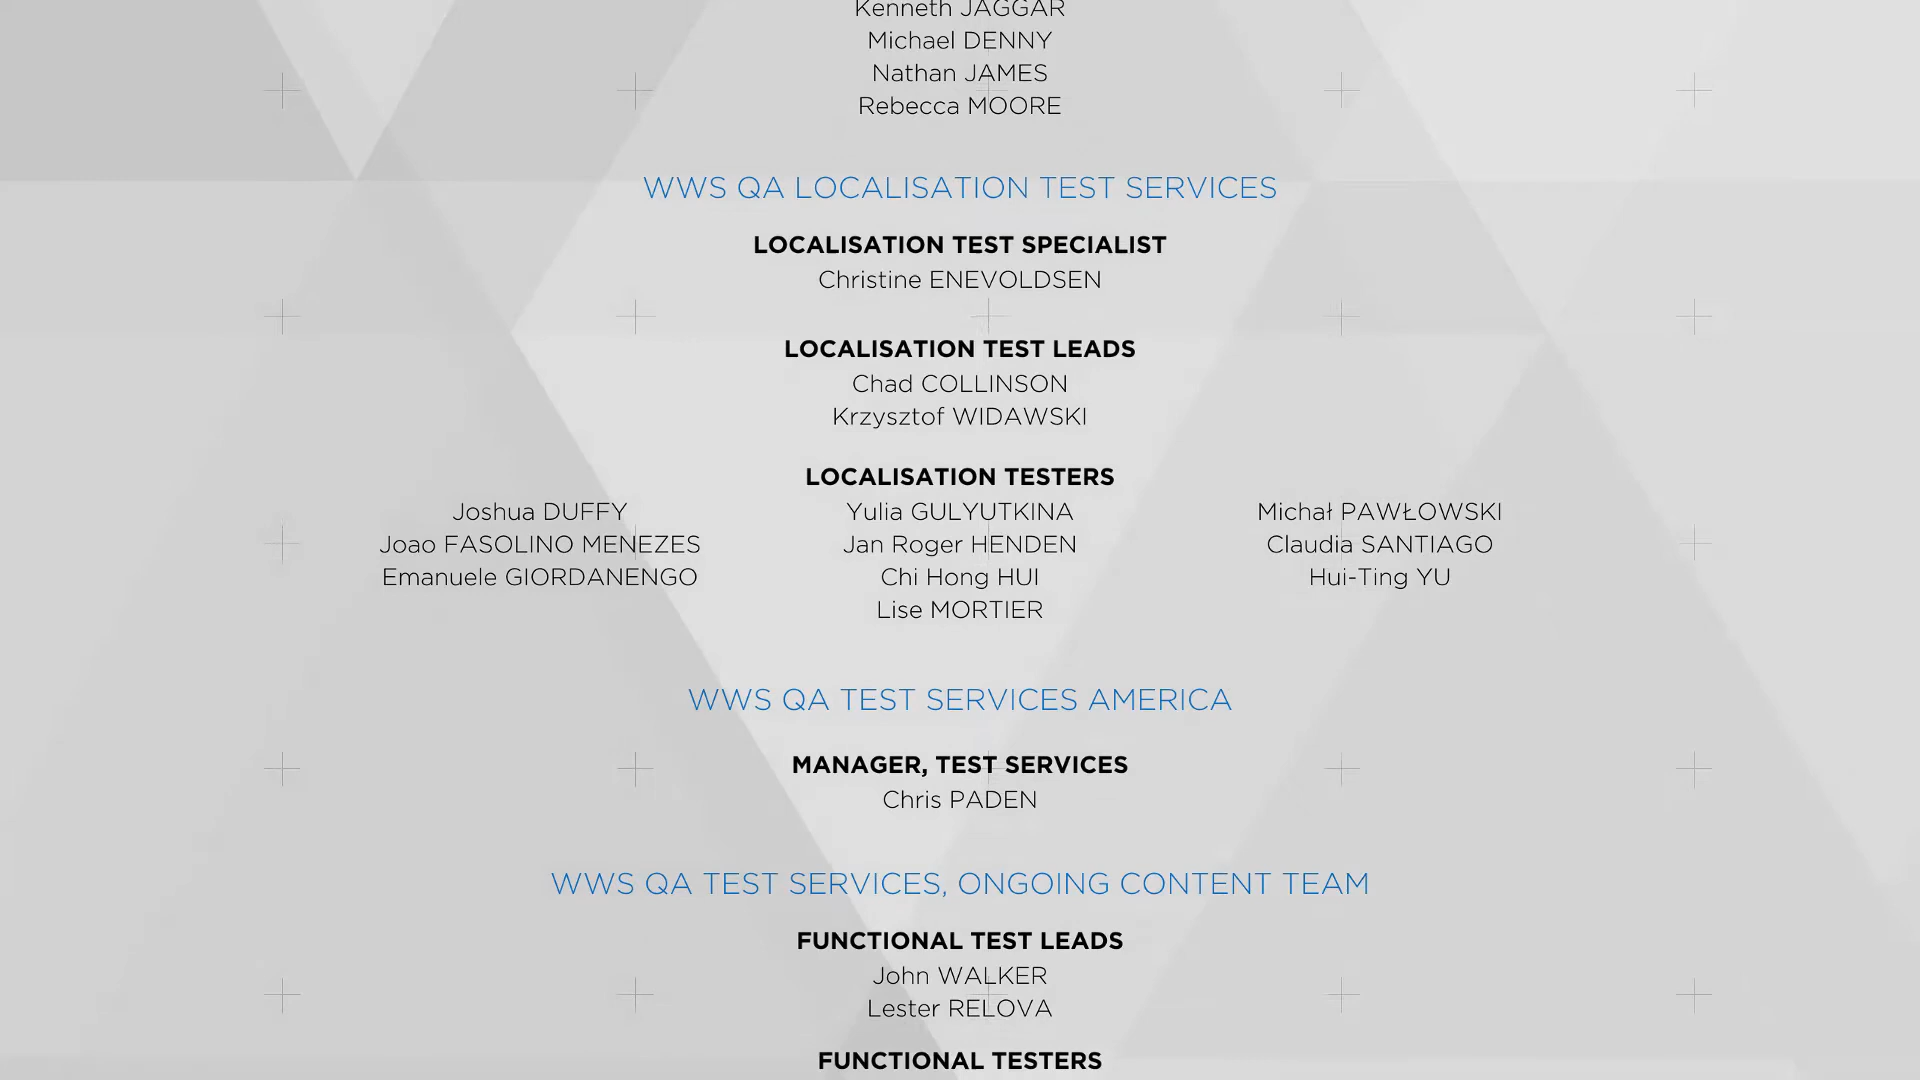 Kenneth JAGGAR
Michael DENNY
Nathan JAMES
Rebecca MOORE
WWS QA LOCALISATION TEST SERVICES
LOCALISATION TEST SPECIALIST
Christine ENEVOLDSEN
LOCALISATION TEST LEADS
Chad COLLINSON
Krzysztof WIDAWSKI
LOCALISATION TESTERS
Joshua DUFFY
Joao FASOLINO MENEZES
Emanuele GIORDANENGO
Yulia GULYUTKINA
Jan Roger HENDEN
Chi Hong HUI
Lise MORTIER
Michał PAWŁOWSKI
Claudia SANTIAGO
Hui-Ting YU
WWS QA TEST SERVICES AMERICA
MANAGER, TEST SERVICES
Chris PADEN
WWS QA TEST SERVICES, ONGOING CONTENT TEAM
FUNCTIONAL TEST LEADS
John WALKER
Lester RELOVA
FUNCTIONAL TESTERS